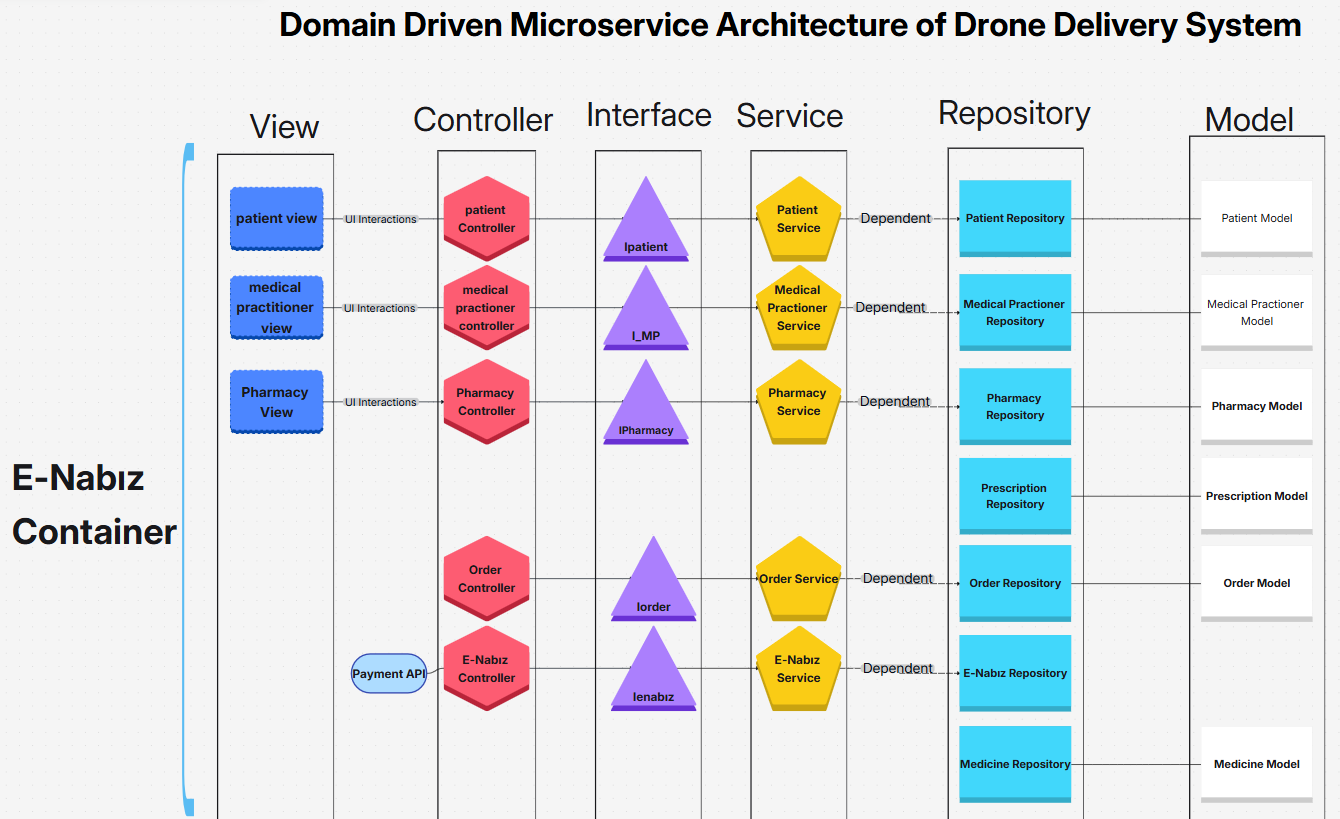 Domain Driven Microservice Architecture of Drone Delivery System
View
Controller
Interface
Service
Repository
Model
patient view
UI Interactions
patient
Controller
Ipatient
Patient
Service
Dependent
Patient Repository
Patient Model
medical
practitioner
view
UI Interactions
medical
practioner
controller
I_MP
Medical
Practioner
Service
Dependent
Medical Practioner
Repository
Medical Practioner
Model
Pharmacy
View
UI Interactions
Pharmacy
Controller
IPharmacy
Pharmacy
Service
Dependent
Pharmacy
Repository
Pharmacy Model
E-Nabız
Container
Prescription
Repository
Prescription Model
Order
Controller
Iorder
Order Service
Dependent
Order Repository
Order Model
Payment API
E-Nabız
Controller
Ienabız
E-Nabız
Service
Dependent
E-Nabız Repository
Medicine Repository
Medicine Model